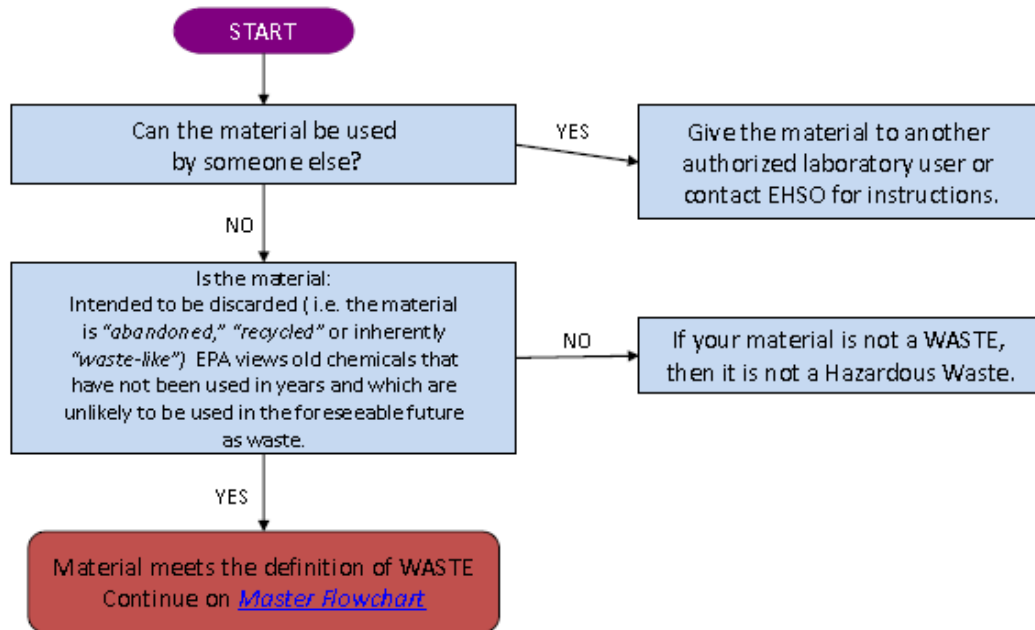 START
Can the material be used
by someone else?
YES
Give the material to another
authorized laboratory user or
contact EHSO for instructions.
NO
Is the material:
Intended to be discarded ( i.e. the material
is “abandoned,” “recycled” or inherently
“waste-like”) EPA views old chemicals that
have not been used in years and which are
unlikely to be used in the foreseeable future
as waste.
NO
If your material is not a WASTE,
then it is not a Hazardous Waste.
YES
Material meets the definition of WASTE
Continue on Master Flowchart